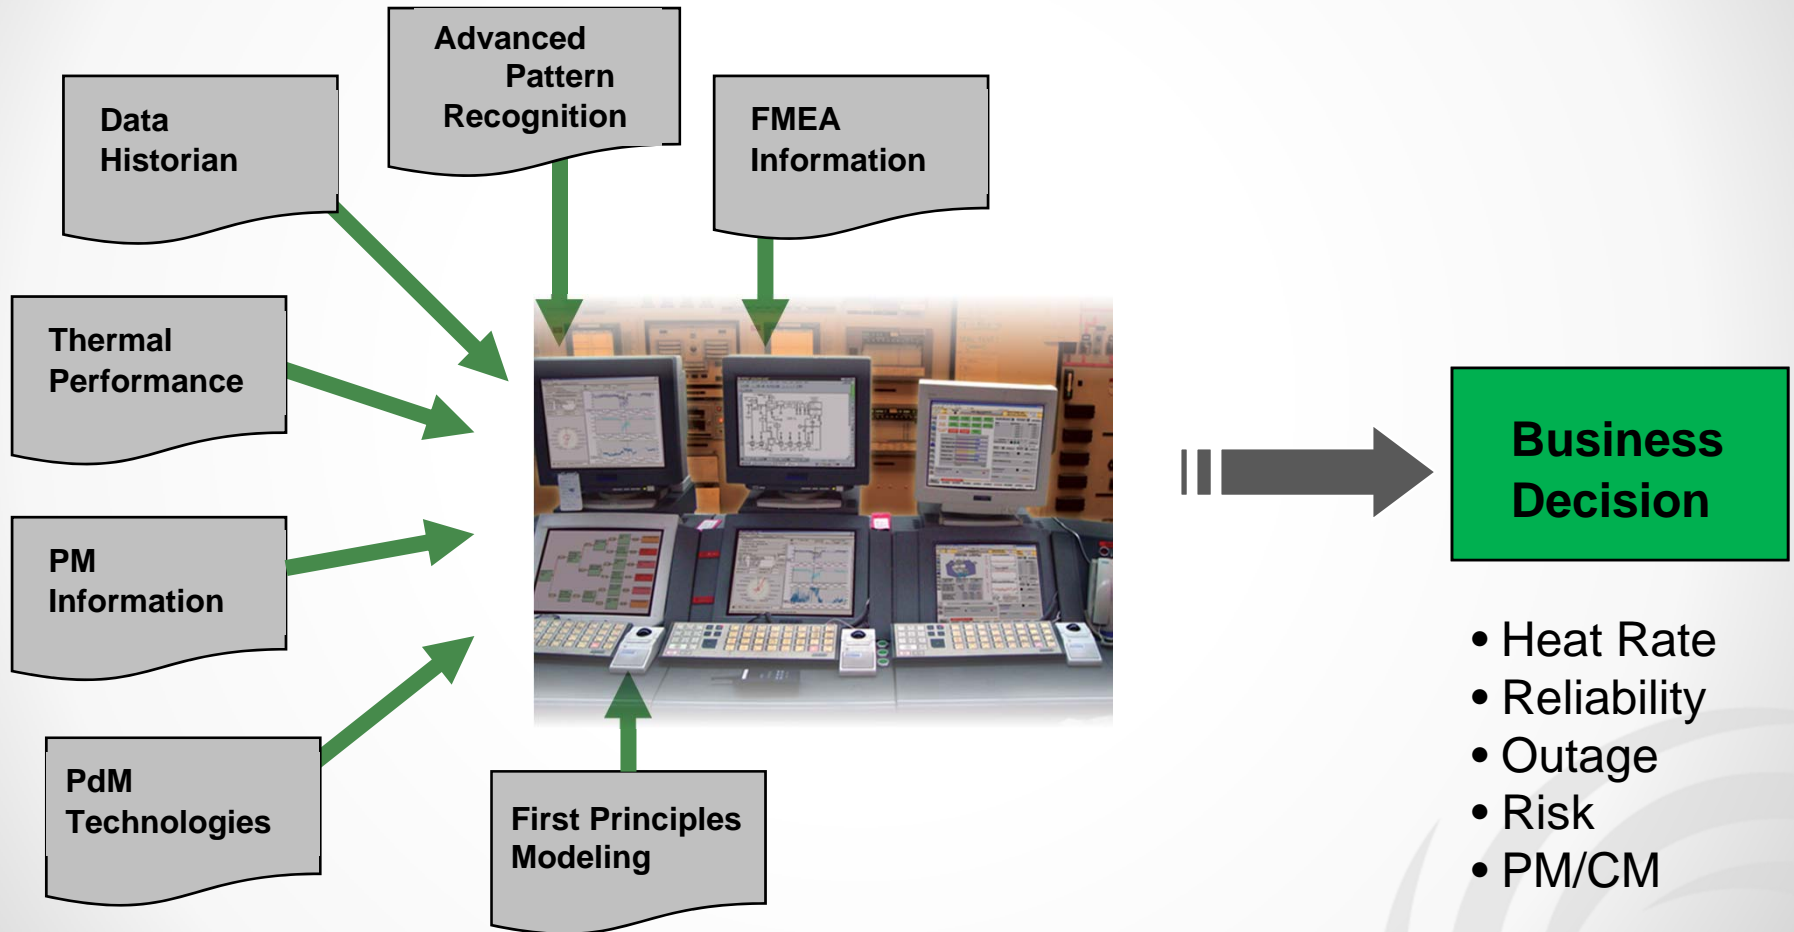 Advanced
Pattern
Recognition
Data
Historian
FMEA
Information
Thermal
Performance
PM
Information
PdM
Technologies
First Principles
Modeling
Business
Decision
• Heat Rate
• Reliability
• Outage
• Risk
• PM/CM